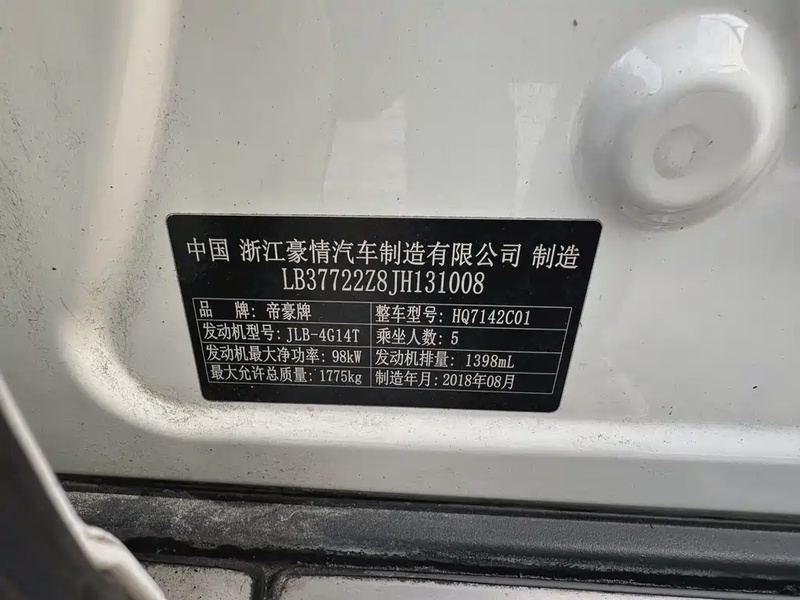 中国 浙江豪情汽车制造有限公司 制造
LB37722Z8JH131008
品 牌: 帝豪牌 整车型号: HQ7142C01
发动机型号: JLB-4G14T 乘坐人数: 5
发动机最大净功率: 98kW 发动机排量: 1398mL
最大允许总质量: 1775kg 制造年月: 2018年08月